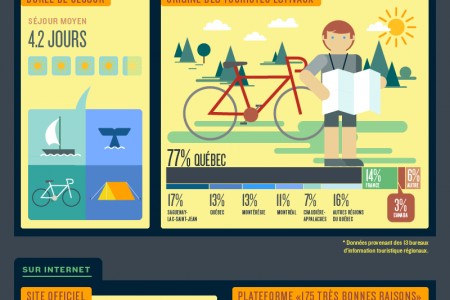 DURÉE DE SÉJOUR
ORIGINE DES TOURISTES ESTIVAUX
SÉJOUR MOYEN
4.2 JOURS
77% QUÉBEC
14%
FRANCE
6%
AUTRE
3%
CANADA
17%
SAGUENAY-
LAC-SAINT-JEAN
13%
QUÉBEC
13%
MONTÉRÉGIE
11%
MONTRÉAL
7%
CHAUDIÈRE-
APPALACHES
16%
AUTRES RÉGIONS
DU QUÉBEC
* Données provenant des 13 bureaux
d'information touristique régionaux.
SUR INTERNET
SITE OFFICIEL
PLATEFORME «175 TRÈS BONNES RAISONS»